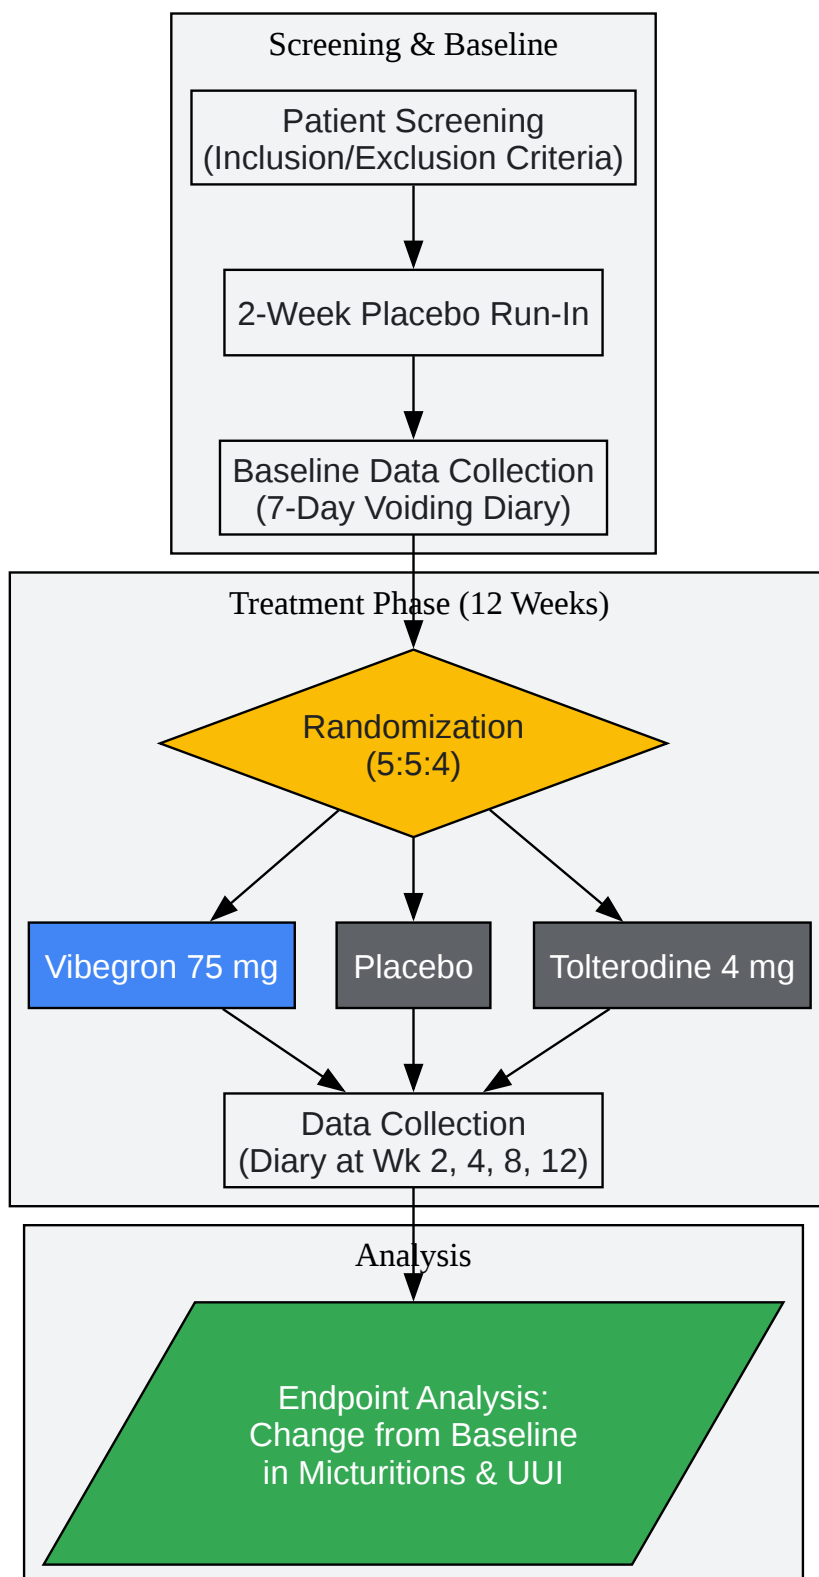 Screening & Baseline
Patient Screening
(Inclusion/Exclusion Criteria)
2-Week Placebo Run-In
Baseline Data Collection
(7-Day Voiding Diary)
Treatment Phase (12 Weeks)
Randomization
(5:5:4)
Vibegron 75 mg
Placebo
Tolterodine 4 mg
Data Collection
(Diary at Wk 2, 4, 8, 12)
Analysis
Endpoint Analysis:
Change from Baseline
in Micturitions & UUI